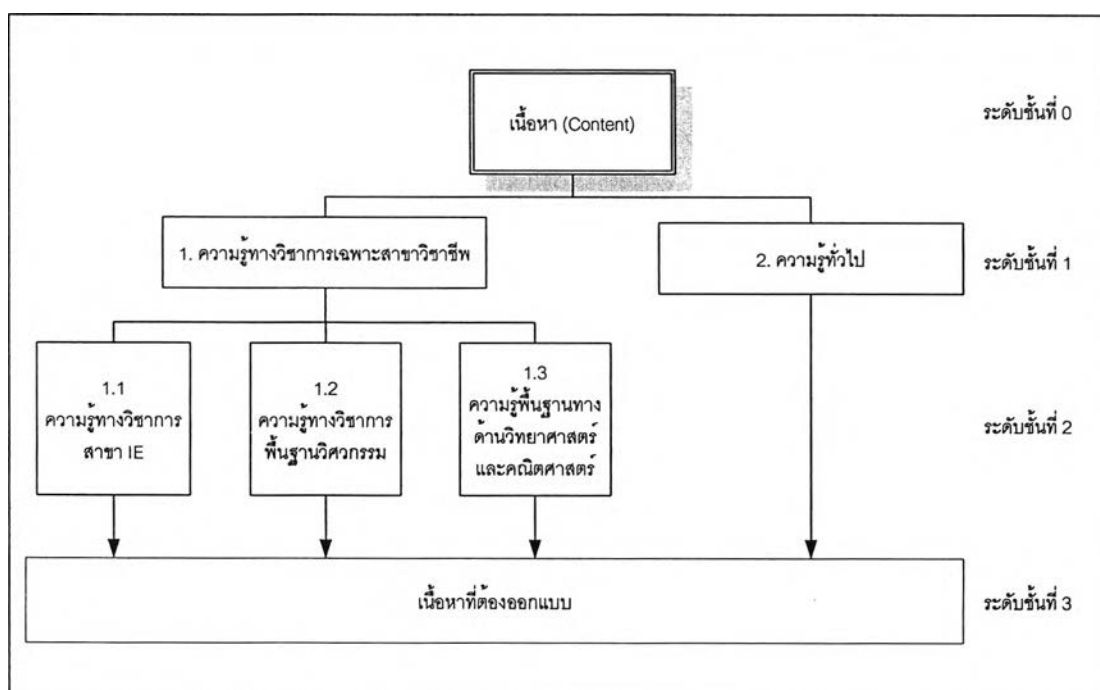 เนื้อหา (Content)
ระดับชั้นที่ 0
1. ความรู้ทางวิชาการเฉพาะสาขาวิชาชีพ
2. ความรู้ทั่วไป
ระดับชั้นที่ 1
1.1
ความรู้ทางวิชาการ
สาขา IE
1.2
ความรู้ทางวิชาการ
พื้นฐานวิศวกรรม
1.3
ความรู้พื้นฐานทาง
ด้านวิทยาศาสตร์
และคณิตศาสตร์
ระดับชั้นที่ 2
เนื้อหาที่ต้องออกแบบ
ระดับชั้นที่ 3